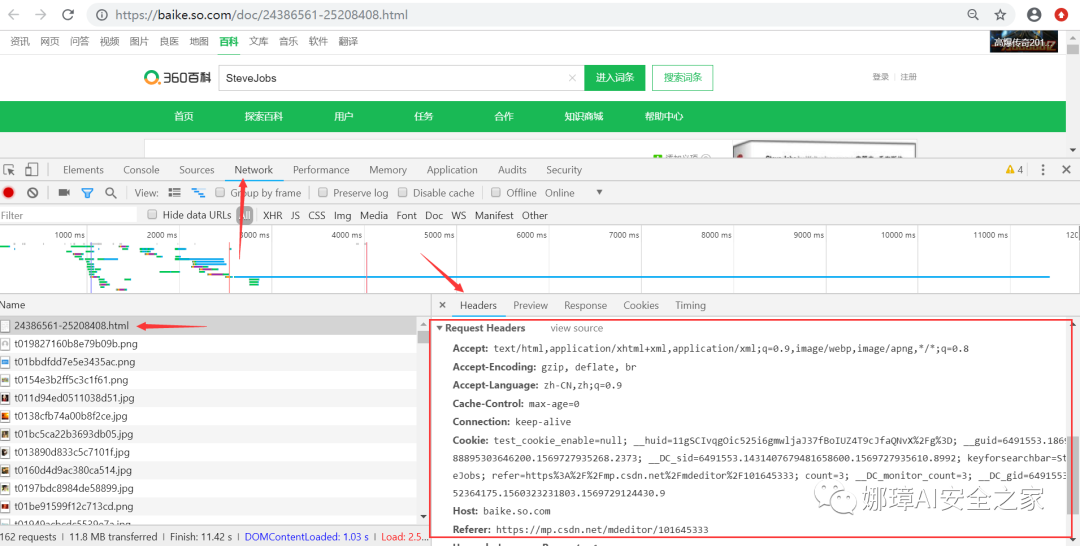 https://baike.so.com/doc/24386561-25208408.html
资讯 网页 问答 视频 图片 良医 地图 百科 文库 音乐 软件 翻译
高爆传奇201
360百科 SteveJobs × 进入词条 搜索词条 登录 | 注册
首页 探索百科 用户 任务 合作 知识商城 帮助中心
Elements Console Sources Network Performance Memory Application Audits Security 4
View: Group by frame Preserve log Disable cache Offline Online
Filter Hide data URLs All XHR JS CSS Img Media Font Doc WS Manifest Other
1000 ms 2000 ms 3000 ms 4000 ms 5000 ms 6000 ms 7000 ms 8000 ms 9000 ms 10000 ms 11000 ms
Name
24386561-25208408.html
t019827160b8e79b09b.png
t01bbdfdd7e5e3435ac.png
t0154e3b2ff5c3c1f61.png
t011d94ed0511038d51.jpg
t0138cfb74a00b8f2ce.jpg
t01bc5ca22b3693db05.jpg
t013890d833c5c7101f.jpg
t0160d4d9ac380ca514.jpg
t0197bdc8984de58899.jpg
t01be91599f12c713cd.png
162 requests | 11.8 MB transferred | Finish: 11.42 s | DOMContentLoaded: 1.03 s | Load: 2.5...
× Headers Preview Response Cookies Timing
Request Headers view source
Accept: text/html,application/xhtml+xml,application/xml;q=0.9,image/webp,image/apng,*/*;q=0.8
Accept-Encoding: gzip, deflate, br
Accept-Language: zh-CN,zh;q=0.9
Cache-Control: max-age=0
Connection: keep-alive
Cookie: test_cookie_enable=null; __huid=11gSCIvqgOic525i6gmwljaJ37fBoIUZ4T9cJfaQNvX%2Fg%3D; __guid=6491553.1869
88895303646200.1569727935268.2373; __DC_sid=6491553.1431407679481658600.1569727935610.8992; keyforsearchbar=St
eJobs; refer=https%3A%2F%2Fmp.csdn.net%2Fmdeditor%2F101645333; count=3; __DC_monitor_count=3; __DC_gid=6491553
52364175.1560323231803.1569729124430.9
Host: baike.so.com
Referer: https://mp.csdn.net/mdeditor/101645333
娜璋AI安全之家